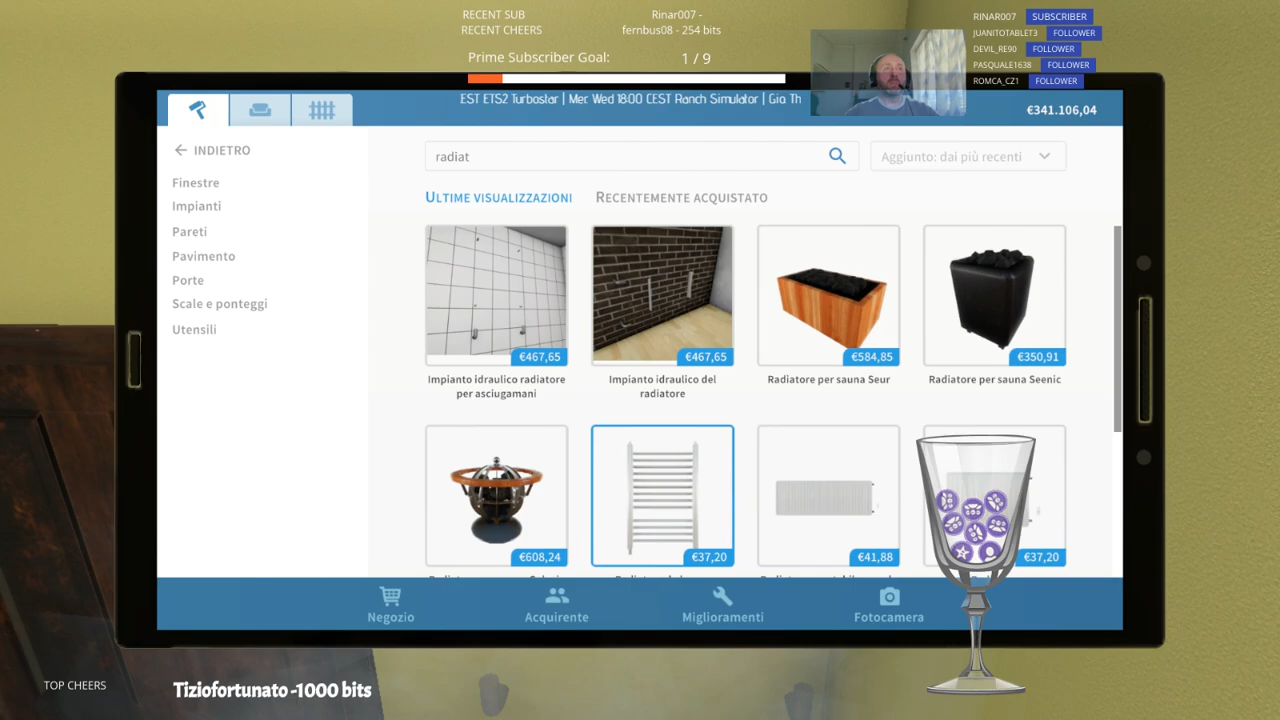 RECENT SUB
Rinar007 -
RECENT CHEERS
fernbus08 - 254 bits
Prime Subscriber Goal:
1 / 9
RINAR007 SUBSCRIBER
JUANITOTABLET3 FOLLOWER
DEVIL_RE90 FOLLOWER
PASQUALE1638 FOLLOWER
ROMCA_CZ1 FOLLOWER
EST ETS2 Turbostar | Mer. Wed 18:00 CEST Ranch Simulator | Gio. Th
€341.106,04
INDIETRO
Finestre
Impianti
Pareti
Pavimento
Porte
Scale e ponteggi
Utensili
radiat
Aggiunto: dai più recenti
ULTIME VISUALIZZAZIONI
RECENTEMENTE ACQUISTATO
€467,65
€467,65
€584,85
€350,91
Impianto idraulico radiatore
per asciugamani
Impianto idraulico del
radiatore
Radiatore per sauna Seur
Radiatore per sauna Seenic
€608,24
€37,20
€41,88
€37,20
Negozio
Acquirente
Miglioramenti
Fotocamera
TOP CHEERS
Tiziofortunato -1000 bits